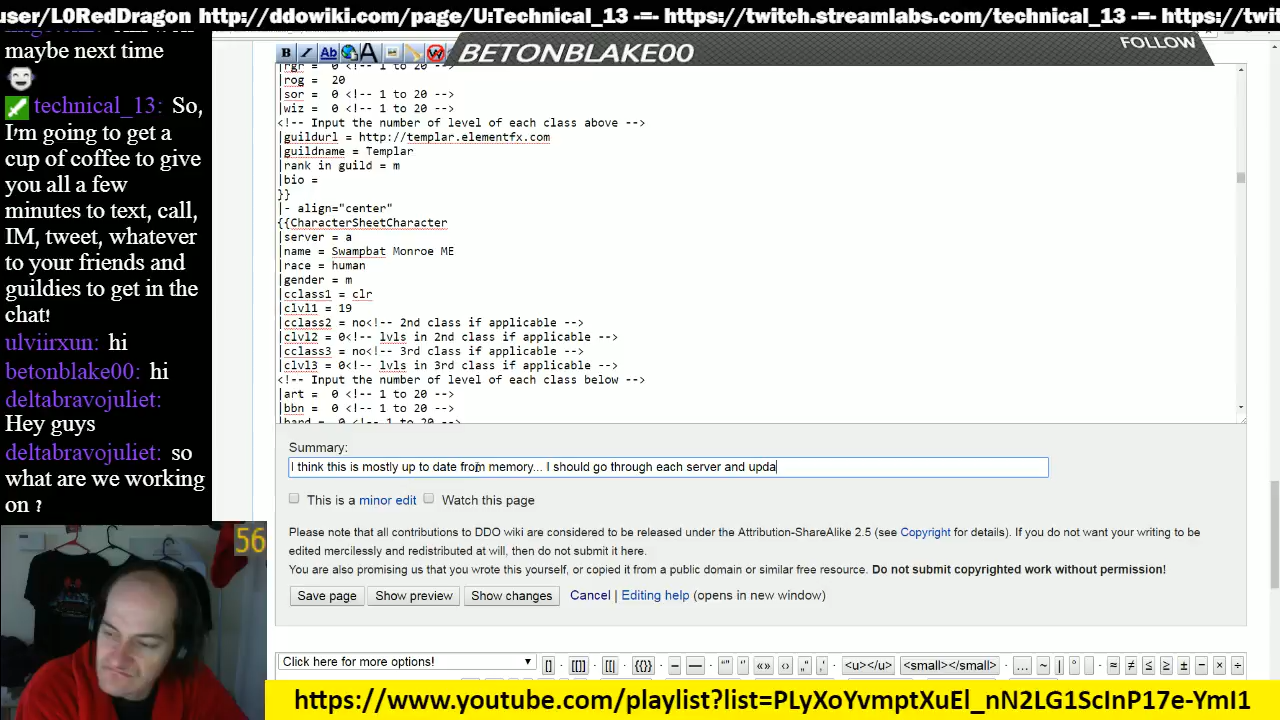 user/L0RedDragon http://ddowiki.com/page/U:Technical_13 -=- https://twitch.streamlabs.com/technical_13 -=- https://twi
maybe next time
technical_13: So,
I'm going to get a
cup of coffee to give
you all a few
minutes to text, call,
IM, tweet, whatever
to your friends and
guildies to get in the
chat!
ulviirxun: hi
betonblake00: hi
deltabravojuliet:
Hey guys
deltabravojuliet: so
what are we working
on ?
56
BETONBLAKE00
FOLLOW
B I Ab A W
|rgr = 0 <!-- 1 to 20 -->
|rog = 20
|sor = 0 <!-- 1 to 20 -->
|wiz = 0 <!-- 1 to 20 -->
<!-- Input the number of level of each class above -->
|guildurl = http://templar.elementfx.com
|guildname = Templar
|rank in guild = m
|bio =
}}
|- align="center"
{{CharacterSheetCharacter
|server = a
|name = Swampbat Monroe ME
|race = human
|gender = m
|cclass1 = clr
|clvl1 = 19
|cclass2 = no<!-- 2nd class if applicable -->
|clvl2 = 0<!-- lvls in 2nd class if applicable -->
|cclass3 = no<!-- 3rd class if applicable -->
|clvl3 = 0<!-- lvls in 3rd class if applicable -->
<!-- Input the number of level of each class below -->
|art = 0 <!-- 1 to 20 -->
|bbn = 0 <!-- 1 to 20 -->
|bard = 0 <!-- 1 to 20 -->
Summary:
I think this is mostly up to date from memory... I should go through each server and upda
This is a minor edit Watch this page
Please note that all contributions to DDO wiki are considered to be released under the Attribution-ShareAlike 2.5 (see Copyright for details). If you do not want your writing to be
edited mercilessly and redistributed at will, then do not submit it here.
You are also promising us that you wrote this yourself, or copied it from a public domain or similar free resource. Do not submit copyrighted work without permission!
Save page Show preview Show changes Cancel | Editing help (opens in new window)
Click here for more options! [] · [[]] · [[| · {{}} · – · — · “” · ‘’ · «» · ‹› · „“ · ‚‘ · <u></u> · <small></small> · … · ~ · | · ° · · ≈ · ≠ · ≤ · ≥ · ± · − · × · ÷
https://www.youtube.com/playlist?list=PLyXoYvmptXuEl_nN2LG1ScInP17e-YmI1